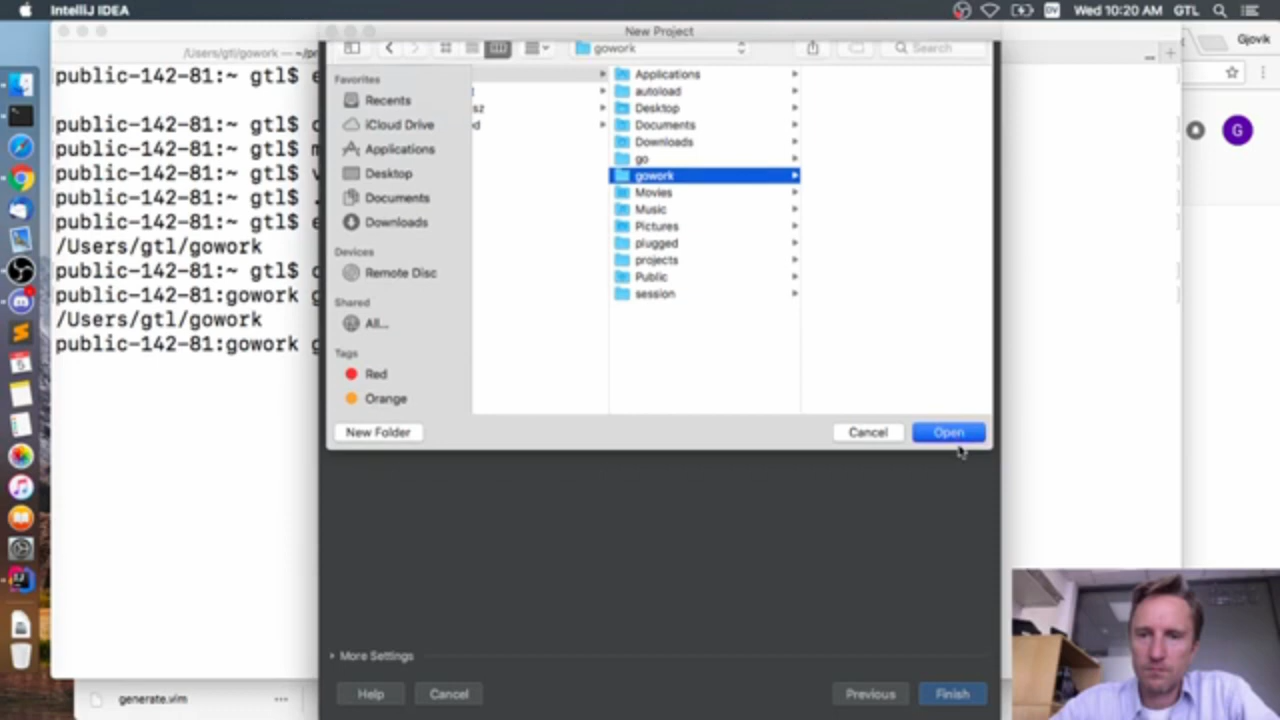 IntelliJ IDEA
Wed 10:20 AM GTL
/Users/gtl/gowork — ~/pr
New Project
Gjovik
G
public-142-81:~ gtl$ e
public-142-81:~ gtl$ c
public-142-81:~ gtl$ m
public-142-81:~ gtl$ v
public-142-81:~ gtl$ .
public-142-81:~ gtl$ e
/Users/gtl/gowork
public-142-81:~ gtl$ c
public-142-81:gowork g
/Users/gtl/gowork
public-142-81:gowork g
gowork
Search
Favorites
Recents
iCloud Drive
Applications
Desktop
Documents
Downloads
Devices
Remote Disc
Shared
All...
Tags
Red
Orange
sz
d
Applications
autoload
Desktop
Documents
Downloads
go
gowork
Movies
Music
Pictures
plugged
projects
Public
session
New Folder
Cancel
Open
More Settings
Help
Cancel
Previous
Finish
generate.vim